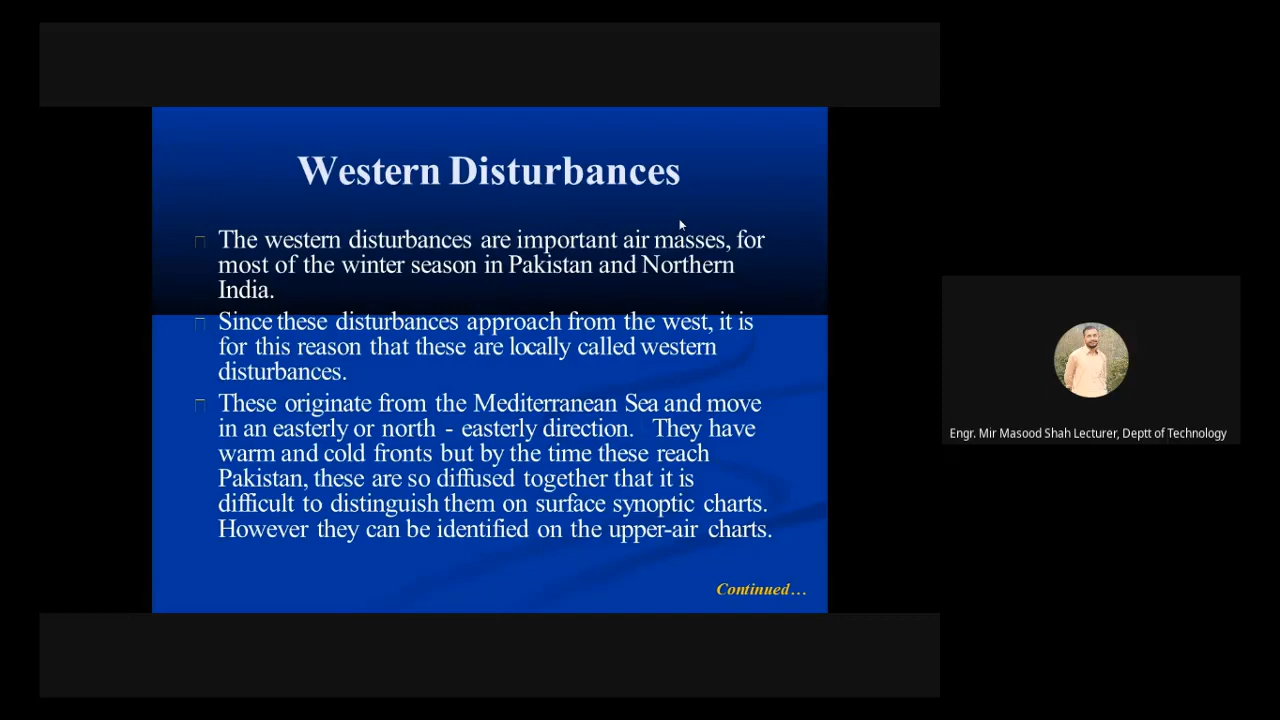 Western Disturbances
The western disturbances are important air masses, for
most of the winter season in Pakistan and Northern
India.
Since these disturbances approach from the west, it is
for this reason that these are locally called western
disturbances.
These originate from the Mediterranean Sea and move
in an easterly or north - easterly direction. They have
warm and cold fronts but by the time these reach
Pakistan, these are so diffused together that it is
difficult to distinguish them on surface synoptic charts.
However they can be identified on the upper-air charts.
Continued...
Engr. Mir Masood Shah Lecturer, Deptt of Technology